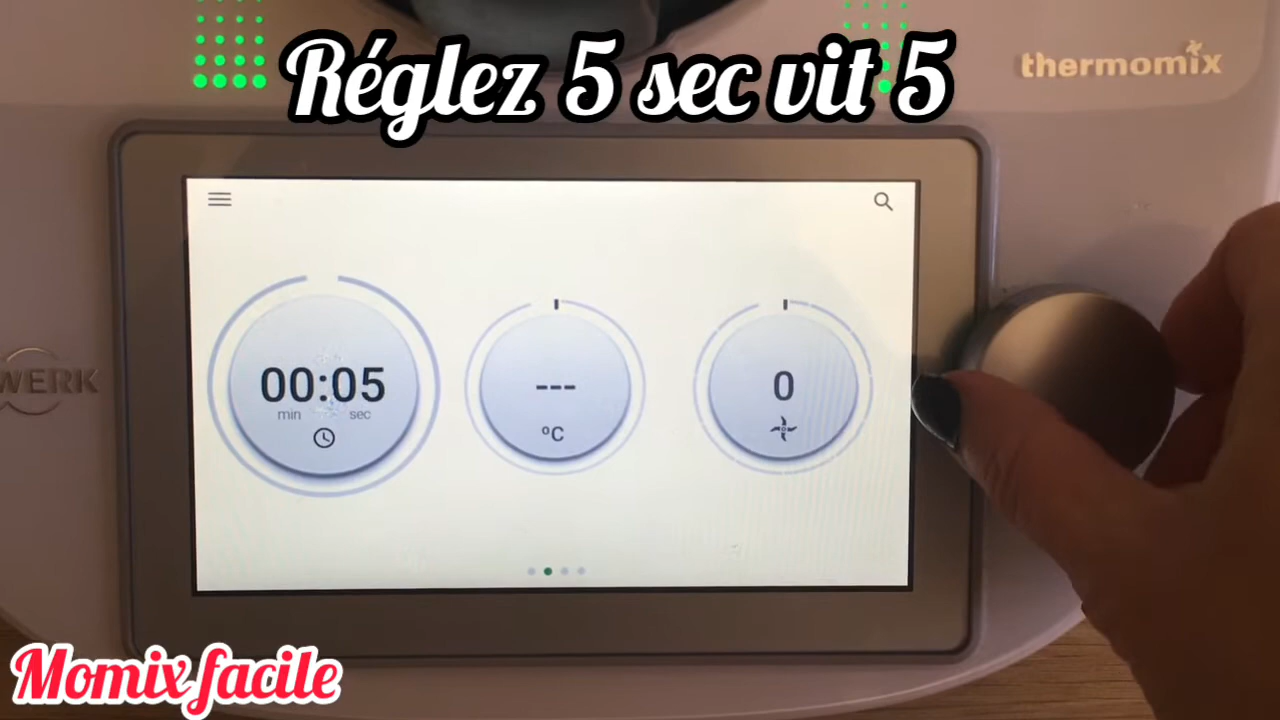 Réglez 5 sec vit 5
thermomix
00:05
min sec
---
°C
0
WERK
Momix facile